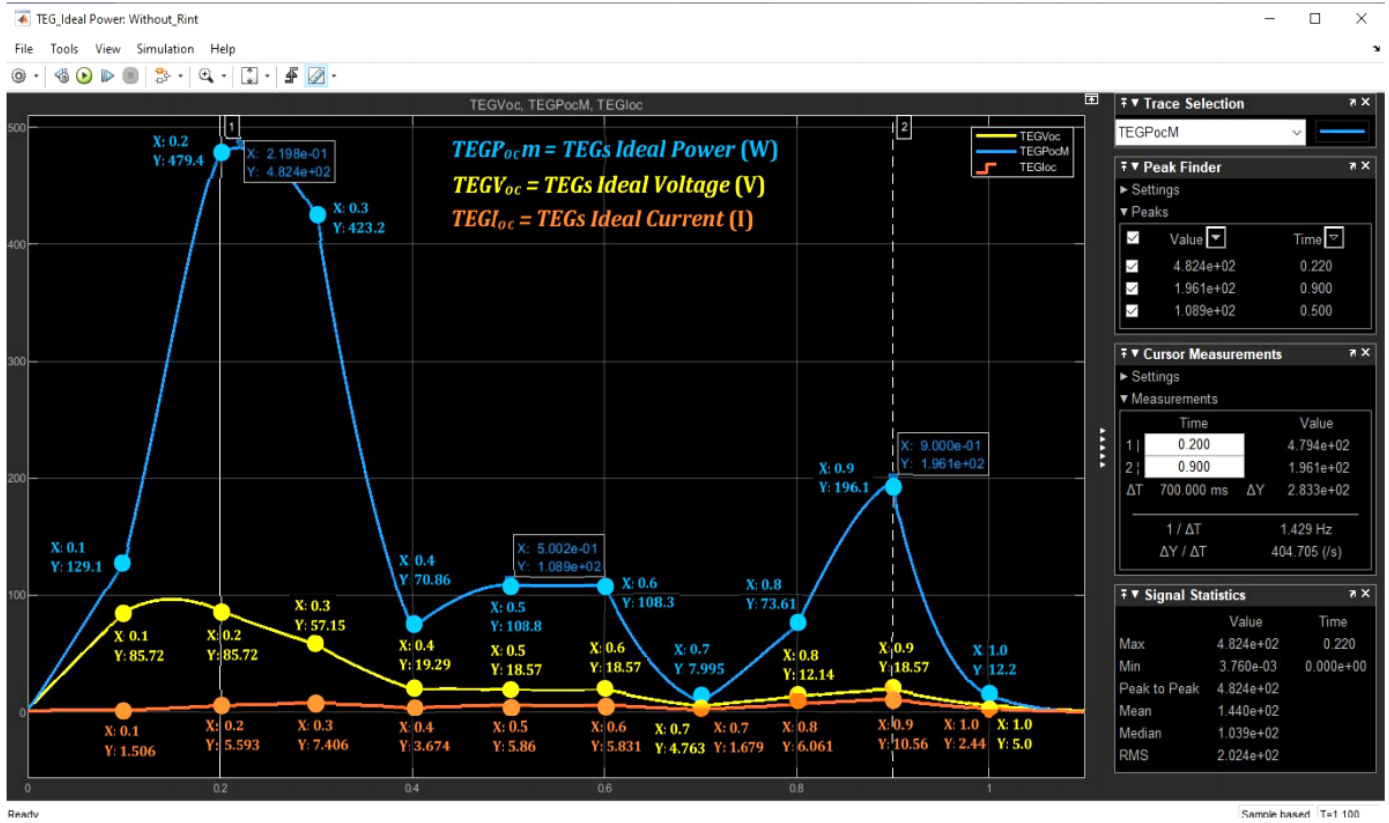 TEG_Ideal Power: Without_Rint
File Tools View Simulation Help
TEGVoc, TEGPocM, TEGIoc
500
400
300
200
100
0
0 0.2 0.4 0.6 0.8 1
1
2
TEGVoc
TEGPocM
TEGIoc
TEGPₒcm = TEGs Ideal Power (W)
TEGVoc = TEGs Ideal Voltage (V)
TEGIoc = TEGs Ideal Current (I)
X: 0.1
Y: 129.1
X: 0.2
Y: 479.4
X: 2.198e-01
Y: 4.824e+02
X: 0.3
Y: 423.2
X: 0.4
Y: 70.86
X: 5.002e-01
Y: 1.089e+02
X: 0.5
Y: 108.8
X: 0.6
Y: 108.3
X: 0.7
Y: 7.995
X: 0.8
Y: 73.61
X: 0.9
Y: 196.1
X: 9.000e-01
Y: 1.961e+02
X: 1.0
Y: 12.2
X: 0.1
Y: 85.72
X: 0.2
Y: 85.72
X: 0.3
Y: 57.15
X: 0.4
Y: 19.29
X: 0.5
Y: 18.57
X: 0.6
Y: 18.57
X: 0.7
Y: 4.763
X: 0.8
Y: 12.14
X: 0.9
Y: 18.57
X: 1.0
Y: 5.0
X: 0.1
Y: 1.506
X: 0.2
Y: 5.593
X: 0.3
Y: 7.406
X: 0.4
Y: 3.674
X: 0.5
Y: 5.86
X: 0.6
Y: 5.831
X: 0.7
Y: 1.679
X: 0.8
Y: 6.061
X: 0.9
Y: 10.56
X: 1.0
Y: 2.44
Trace Selection
TEGPocM
Peak Finder
Settings
Peaks
Value Time
4.824e+02 0.220
1.961e+02 0.900
1.089e+02 0.500
Cursor Measurements
Settings
Measurements
Time Value
1 | 0.200 4.794e+02
2 ¦ 0.900 1.961e+02
ΔT 700.000 ms ΔY 2.833e+02
1 / ΔT 1.429 Hz
ΔY / ΔT 404.705 (/s)
Signal Statistics
Value Time
Max 4.824e+02 0.220
Min 3.760e-03 0.000e+00
Peak to Peak 4.824e+02
Mean 1.440e+02
Median 1.039e+02
RMS 2.024e+02
Ready
Sample based T=1.100